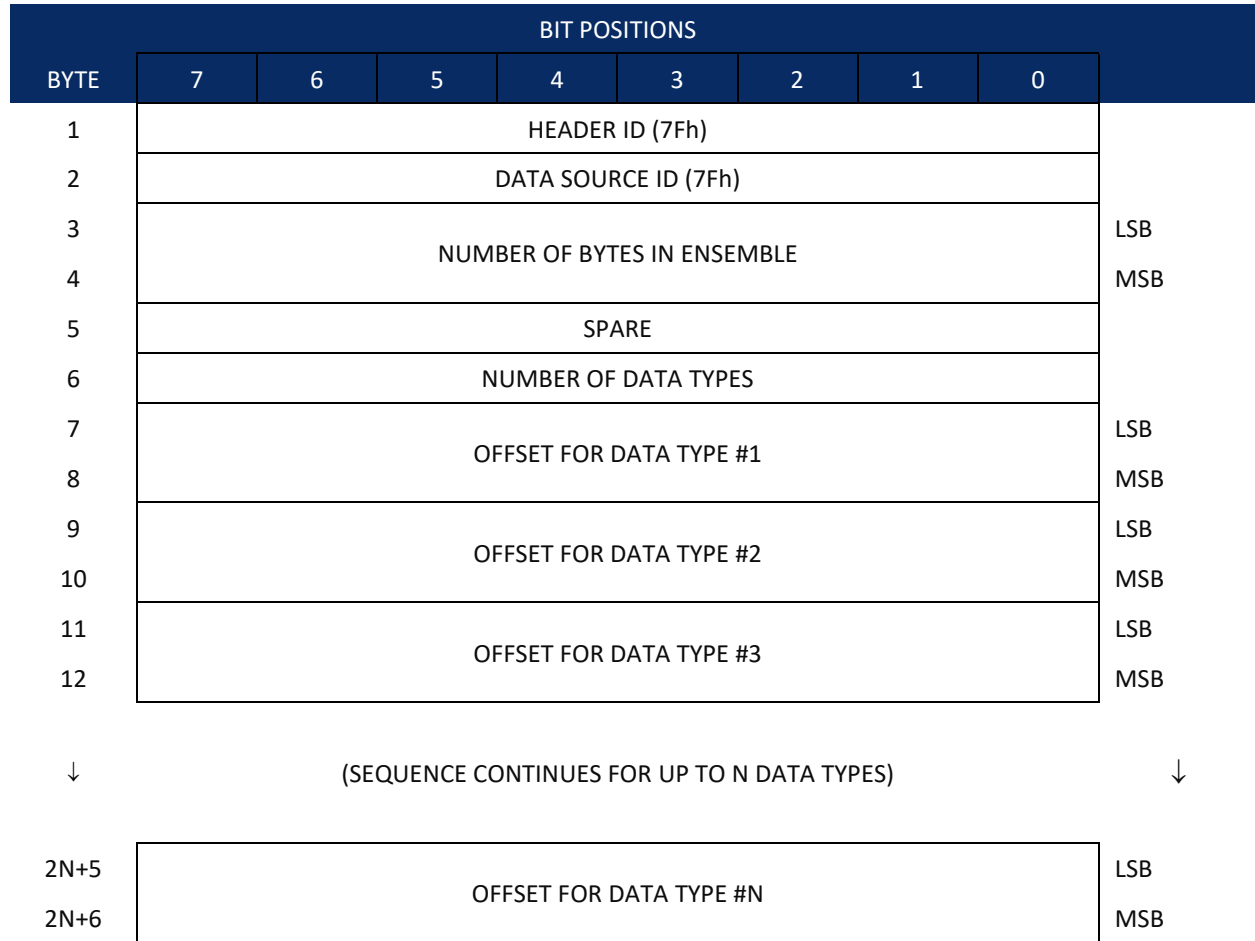 BIT POSITIONS
BYTE 7 6 5 4 3 2 1 0
1 HEADER ID (7Fh)
2 DATA SOURCE ID (7Fh)
3 LSB
NUMBER OF BYTES IN ENSEMBLE
4 MSB
5 SPARE
6 NUMBER OF DATA TYPES
7 LSB
OFFSET FOR DATA TYPE #1
8 MSB
9 LSB
OFFSET FOR DATA TYPE #2
10 MSB
11 LSB
OFFSET FOR DATA TYPE #3
12 MSB
↓ (SEQUENCE CONTINUES FOR UP TO N DATA TYPES) ↓
2N+5 LSB
OFFSET FOR DATA TYPE #N
2N+6 MSB